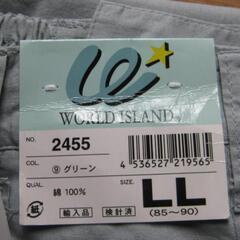 WORLD ISLAND
NO. 2455
COL. ⑨ グリーン
4 536527 219565
QUAL. 綿 100%
SIZE. LL
(85〜90)
紙
輸入品 検針済